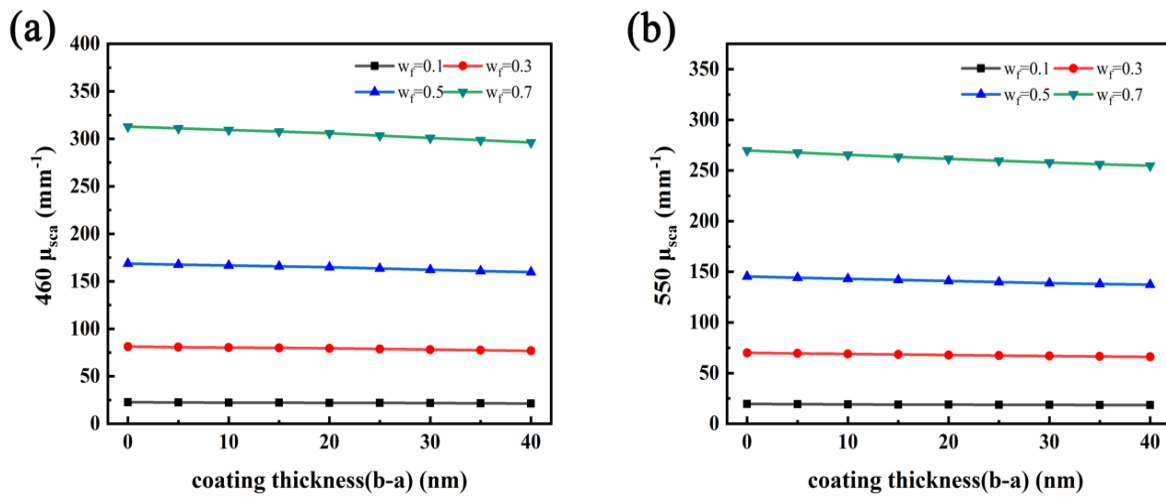 (a)
460 μsca (mm-1)
400
350
300
250
200
150
100
50
0
wf=0.1 wf=0.3
wf=0.5 wf=0.7
0 10 20 30 40
coating thickness(b-a) (nm)
(b)
550 μsca (mm-1)
350
300
250
200
150
100
50
0
wf=0.1 wf=0.3
wf=0.5 wf=0.7
0 10 20 30 40
coating thickness(b-a) (nm)